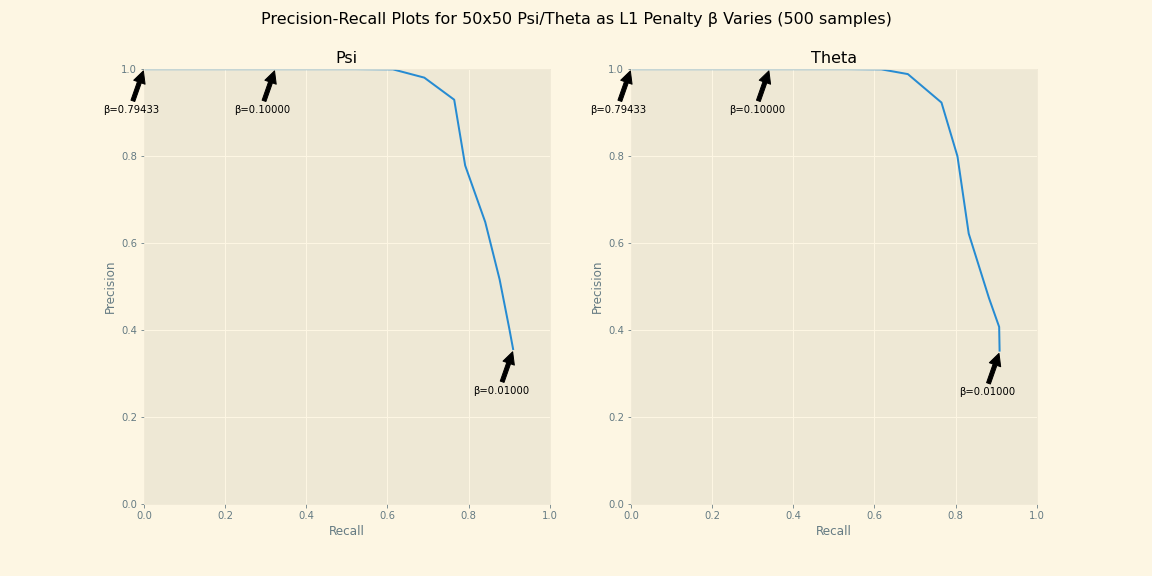 Precision-Recall Plots for 50x50 Psi/Theta as L1 Penalty β Varies (500 samples)
Psi
1.0
0.8
0.6
0.4
0.2
0.0
Precision
β=0.79433
β=0.10000
β=0.01000
0.0 0.2 0.4 0.6 0.8 1.0
Recall
Theta
1.0
0.8
0.6
0.4
0.2
0.0
Precision
β=0.79433
β=0.10000
β=0.01000
0.0 0.2 0.4 0.6 0.8 1.0
Recall